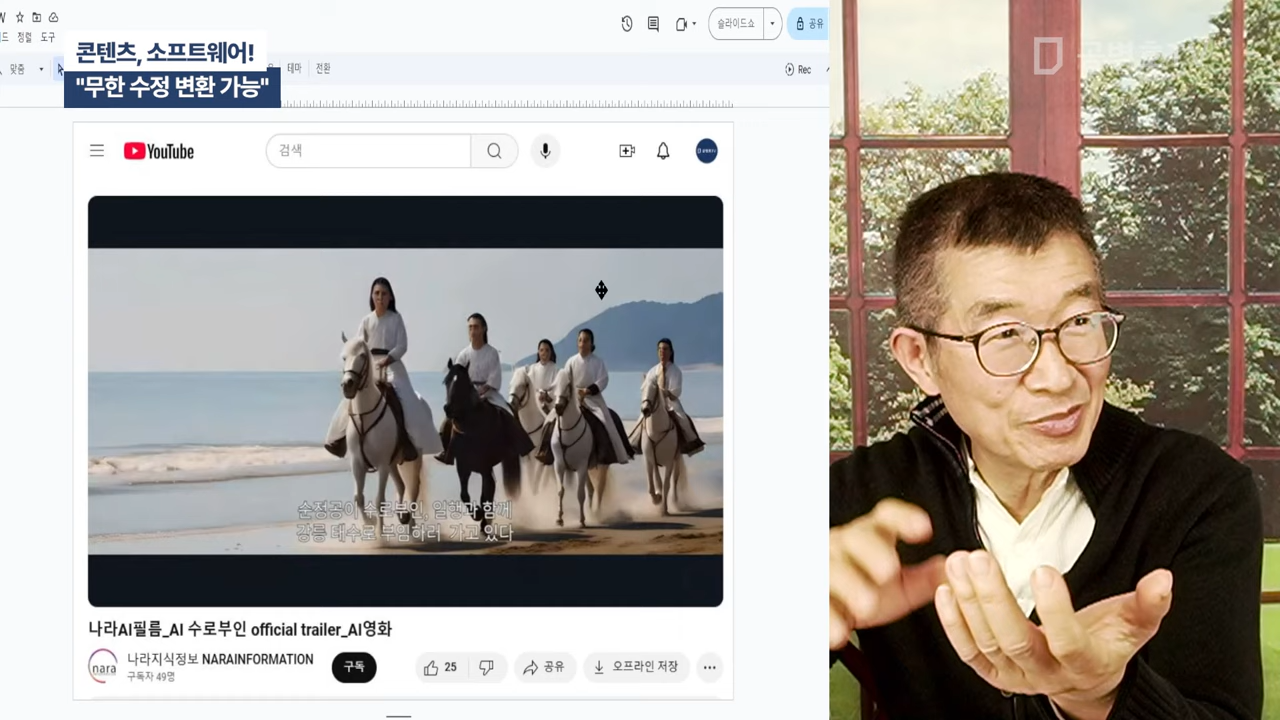 정렬 도구
콘텐츠, 소프트웨어!
"무한 수정 변환 가능"
맞춤
테마
전환
슬라이드쇼
공유
Rec
YouTube
검색
순정공이 수로부인, 일행과 함께
강릉 태수로 부임하러 가고 있다
나라AI필름_AI 수로부인 official trailer_AI영화
nara
나라지식정보 NARAINFORMATION
구독자 49명
구독
25
공유
오프라인 저장